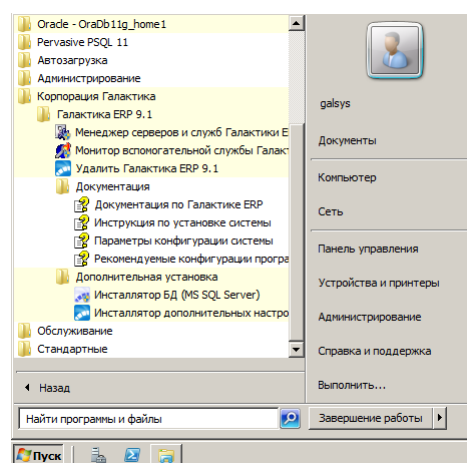 Oracle - OraDb11g_home1
Pervasive PSQL 11
Автозагрузка
Администрирование
Корпорация Галактика
Галактика ERP 9.1
Менеджер серверов и служб Галактики E
Монитор вспомогательной службы Галакт
Удалить Галактика ERP 9.1
Документация
Документация по Галактике ERP
Инструкция по установке системы
Параметры конфигурации системы
Рекомендуемые конфигурации програ
Дополнительная установка
Инсталлятор БД (MS SQL Server)
Инсталлятор дополнительных настро
Обслуживание
Стандартные
Назад
Найти программы и файлы
galsys
Документы
Компьютер
Сеть
Панель управления
Устройства и принтеры
Администрирование
Справка и поддержка
Выполнить...
Завершение работы
Пуск